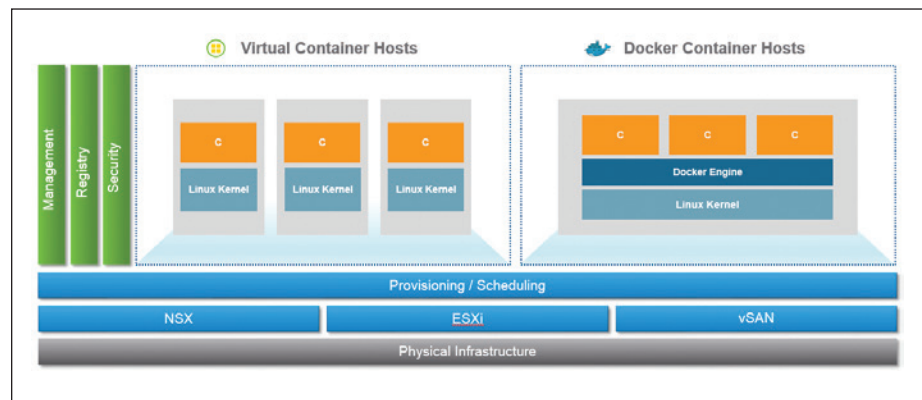 Virtual Container Hosts
Docker Container Hosts
Management
Registry
Security
C
C
C
Linux Kernel
Linux Kernel
Linux Kernel
C
C
C
Docker Engine
Linux Kernel
Provisioning / Scheduling
NSX
ESXi
vSAN
Physical Infrastructure